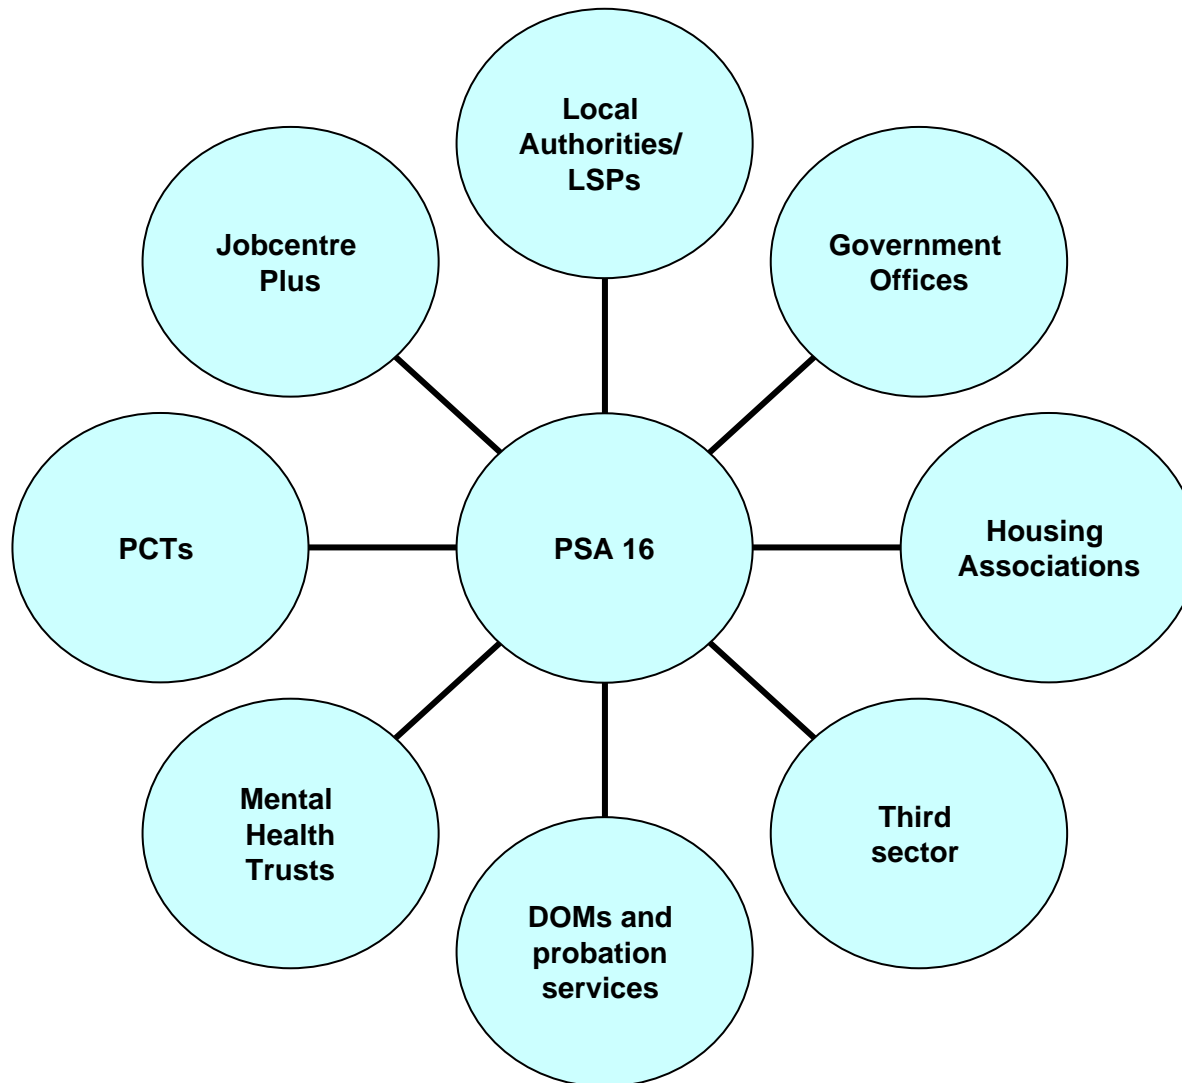 Local
Authorities/
LSPs
Jobcentre
Plus
Government
Offices
PCTs
PSA 16
Housing
Associations
Mental
Health
Trusts
Third
sector
DOMs and
probation
services